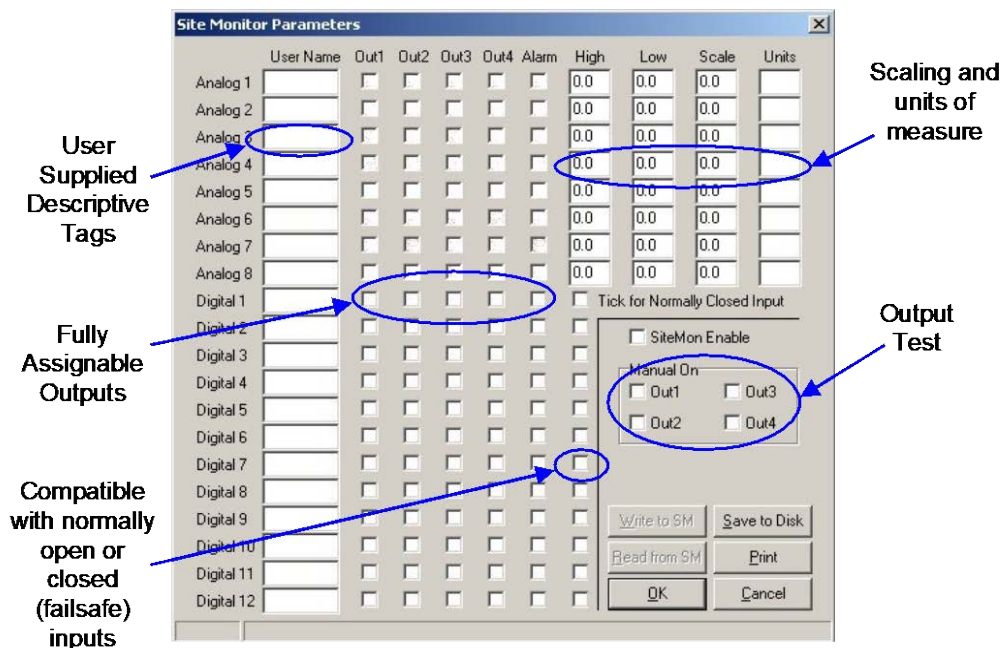 Site Monitor Parameters
User Name Out1 Out2 Out3 Out4 Alarm High Low Scale Units
Analog 1 0.0 0.0 0.0
Analog 2 0.0 0.0 0.0
Analog 3 0.0 0.0 0.0
Analog 4 0.0 0.0 0.0
Analog 5 0.0 0.0 0.0
Analog 6 0.0 0.0 0.0
Analog 7 0.0 0.0 0.0
Analog 8 0.0 0.0 0.0
Digital 1 Tick for Normally Closed Input
Digital 2
Digital 3
Digital 4
Digital 5
Digital 6
Digital 7
Digital 8
Digital 9
Digital 10
Digital 11
Digital 12
SiteMon Enable
Manual On
Out1 Out3
Out2 Out4
Write to SM Save to Disk
Read from SM Print
OK Cancel
User
Supplied
Descriptive
Tags
Fully
Assignable
Outputs
Compatible
with normally
open or
closed
(failsafe)
inputs
Scaling and
units of
measure
Output
Test